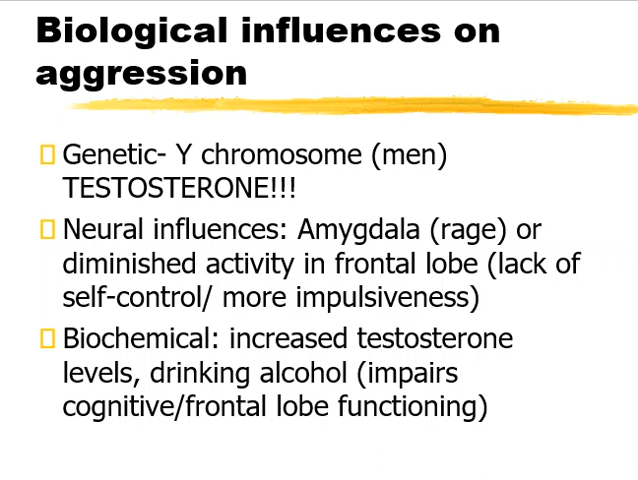 Biological influences on
aggression
Genetic- Y chromosome (men)
TESTOSTERONE!!!
Neural influences: Amygdala (rage) or
diminished activity in frontal lobe (lack of
self-control/ more impulsiveness)
Biochemical: increased testosterone
levels, drinking alcohol (impairs
cognitive/frontal lobe functioning)